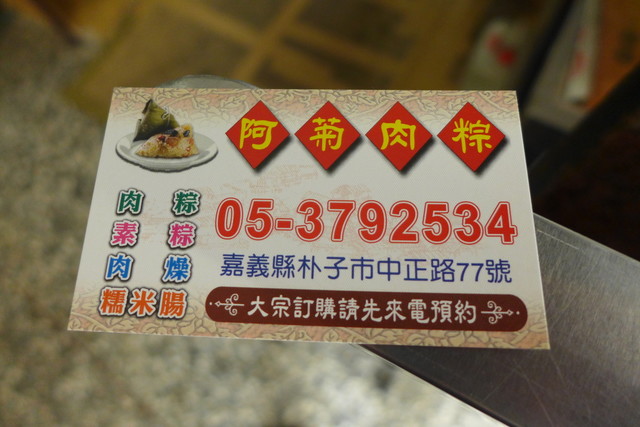 阿菊肉粽
肉粽
素粽
肉燥
糯米腸
05-3792534
嘉義縣朴子市中正路77號
大宗訂購請先來電預約